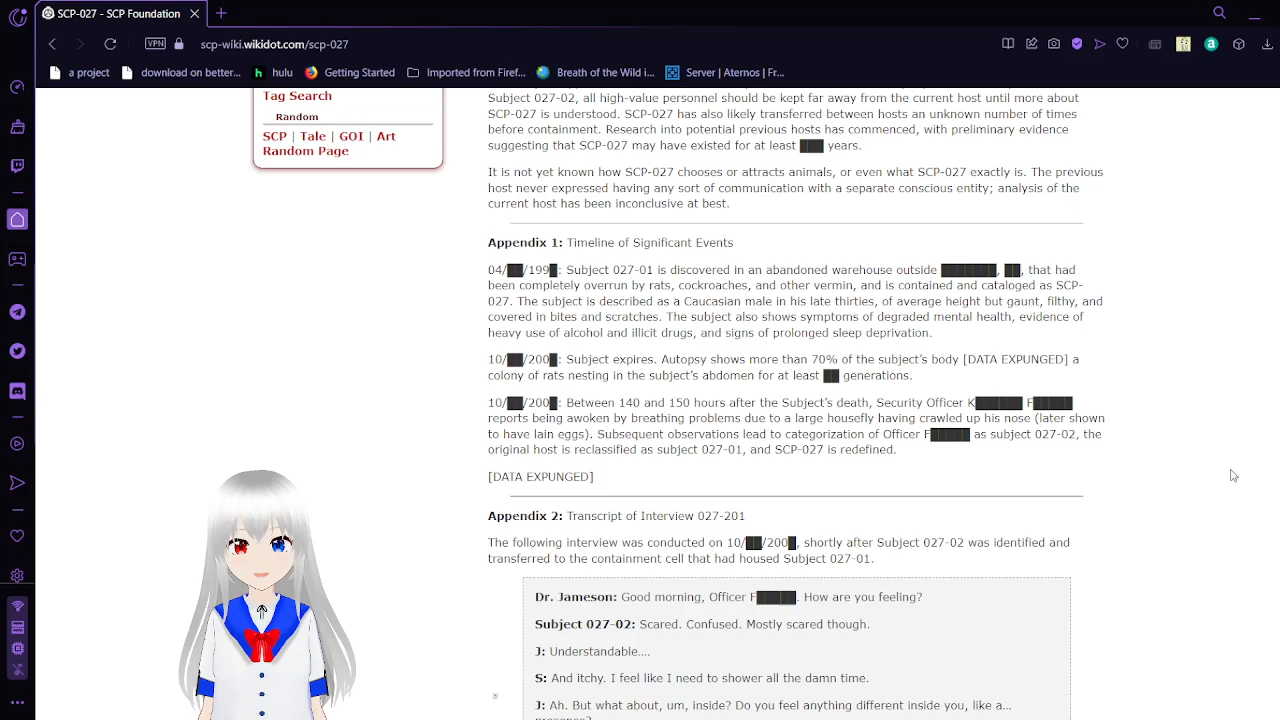 SCP-027 - SCP Foundation
VPN
scp-wiki.wikidot.com/scp-027
a project
download on better...
hulu
Getting Started
Imported from Firef...
Breath of the Wild i...
Server | Aternos | Fr...
Tag Search
Random
SCP | Tale | GOI | Art
Random Page
Subject 027-02, all high-value personnel should be kept far away from the current host until more about
SCP-027 is understood. SCP-027 has also likely transferred between hosts an unknown number of times
before containment. Research into potential previous hosts has commenced, with preliminary evidence
suggesting that SCP-027 may have existed for at least ███ years.
It is not yet known how SCP-027 chooses or attracts animals, or even what SCP-027 exactly is. The previous
host never expressed having any sort of communication with a separate conscious entity; analysis of the
current host has been inconclusive at best.
Appendix 1: Timeline of Significant Events
04/██/199█: Subject 027-01 is discovered in an abandoned warehouse outside ███████, ██, that had
been completely overrun by rats, cockroaches, and other vermin, and is contained and cataloged as SCP-
027. The subject is described as a Caucasian male in his late thirties, of average height but gaunt, filthy, and
covered in bites and scratches. The subject also shows symptoms of degraded mental health, evidence of
heavy use of alcohol and illicit drugs, and signs of prolonged sleep deprivation.
10/██/200█: Subject expires. Autopsy shows more than 70% of the subject's body [DATA EXPUNGED] a
colony of rats nesting in the subject's abdomen for at least ██ generations.
10/██/200█: Between 140 and 150 hours after the Subject's death, Security Officer K██████ F█████
reports being awoken by breathing problems due to a large housefly having crawled up his nose (later shown
to have lain eggs). Subsequent observations lead to categorization of Officer F█████ as subject 027-02, the
original host is reclassified as subject 027-01, and SCP-027 is redefined.
[DATA EXPUNGED]
Appendix 2: Transcript of Interview 027-201
The following interview was conducted on 10/██/200█, shortly after Subject 027-02 was identified and
transferred to the containment cell that had housed Subject 027-01.
Dr. Jameson: Good morning, Officer F█████. How are you feeling?
Subject 027-02: Scared. Confused. Mostly scared though.
J: Understandable....
S: And itchy. I feel like I need to shower all the damn time.
J: Ah. But what about, um, inside? Do you feel anything different inside you, like a...